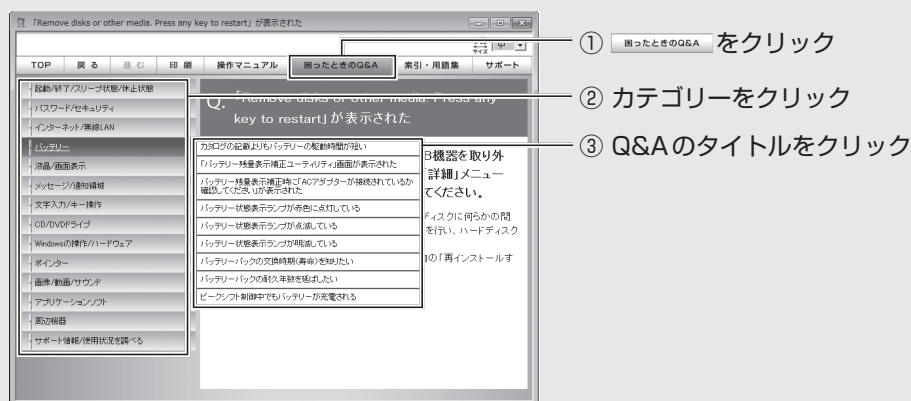 「Remove disks or other media. Press any key to restart」が表示された
サイズ 中
TOP 戻る 進む 印刷 操作マニュアル 困ったときのQ&A 索引・用語集 サポート
起動/終了/スリープ状態/休止状態
パスワード/セキュリティ
インターネット/無線LAN
バッテリー
液晶/画面表示
メッセージ/通知領域
文字入力/キー操作
CD/DVDドライブ
Windowsの操作/ハードウェア
ポインター
画像/動画/サウンド
アプリケーションソフト
周辺機器
サポート情報/使用状況を調べる
Q. 「Remove disks or other media. Press any
key to restart」が表示された
カタログの記載よりもバッテリーの駆動時間が短い
「バッテリー残量表示補正ユーティリティ」画面が表示された
バッテリー残量表示補正時に「ACアダプターが接続されているか
確認してください」が表示された
バッテリー状態表示ランプが赤色に点灯している
バッテリー状態表示ランプが点滅している
バッテリー状態表示ランプが明滅している
バッテリーパックの交換時期(寿命)を知りたい
バッテリーパックの耐久年数を延ばしたい
ピークシフト制御中でもバッテリーが充電される
B機器を取り外
「詳細」メニュー
てください。
ディスクに何らかの問
を行い、ハードディスク
の「再インストールす
① 困ったときのQ&A をクリック
② カテゴリーをクリック
③ Q&Aのタイトルをクリック